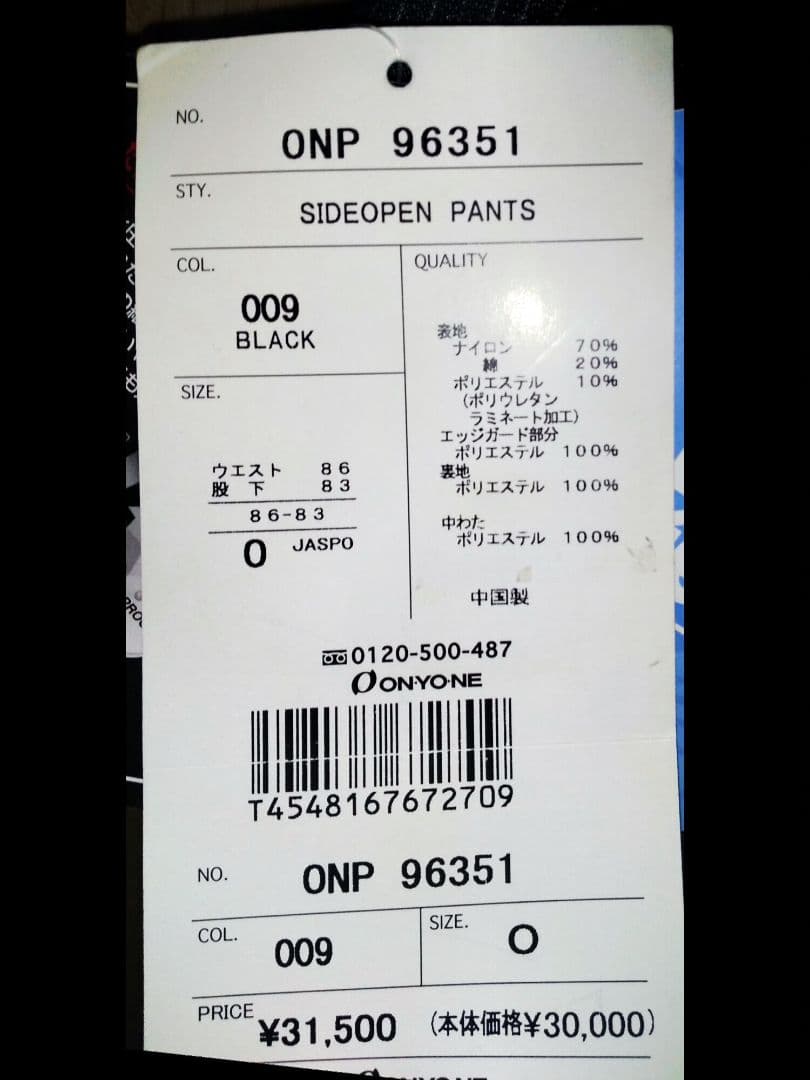 NO.
ONP 96351
STY.
SIDEOPEN PANTS
COL.
009
BLACK
QUALITY
表地
ナイロン 70%
綿 20%
ポリエステル 10%
(ポリウレタン
ラミネート加工)
エッジガード部分
ポリエステル 100%
裏地
ポリエステル 100%
中わた
ポリエステル 100%
中国製
SIZE.
ウエスト 86
股下 83
86-83
O JASPO
0120-500-487
ON·YO·NE
T4548167672709
NO.
ONP 96351
COL.
009
SIZE.
O
PRICE
¥31,500 (本体価格¥30,000)